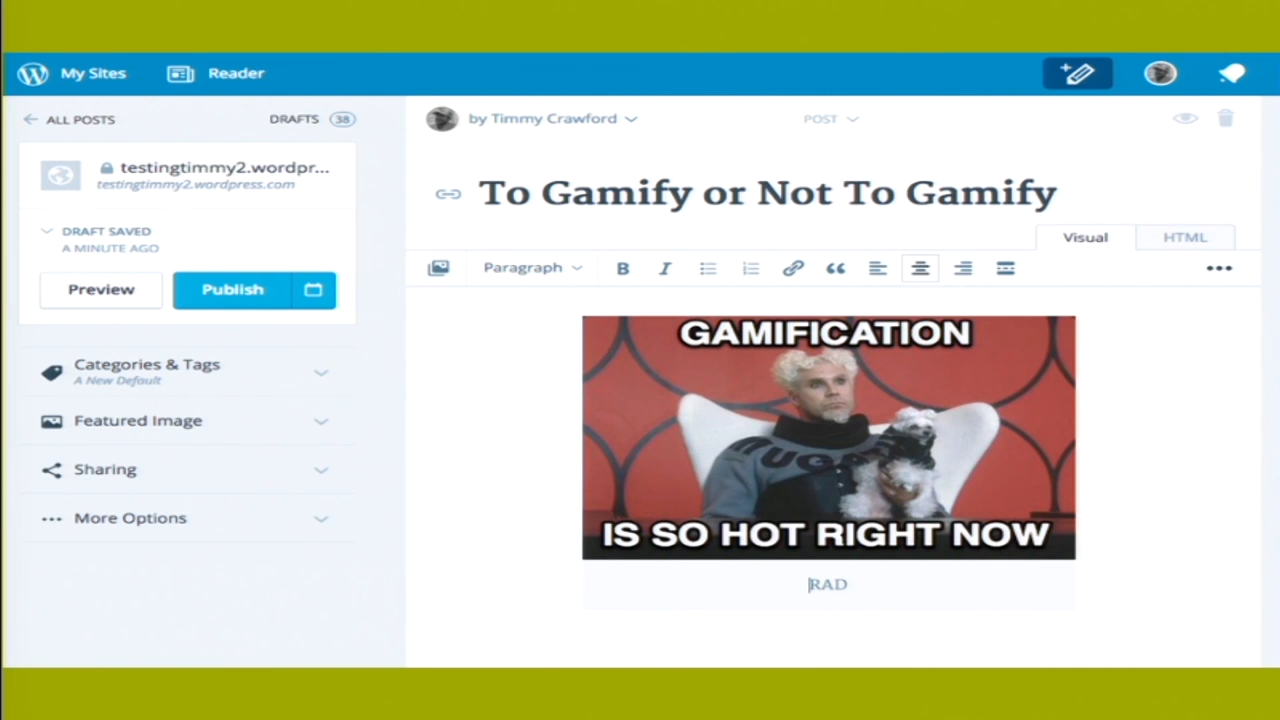 My Sites
Reader
ALL POSTS
DRAFTS 38
testingtimmy2.wordpr...
testingtimmy2.wordpress.com
DRAFT SAVED
A MINUTE AGO
Preview
Publish
Categories & Tags
A New Default
Featured Image
Sharing
More Options
by Timmy Crawford
POST
To Gamify or Not To Gamify
Visual
HTML
Paragraph
B
I
GAMIFICATION
MUGA
IS SO HOT RIGHT NOW
RAD